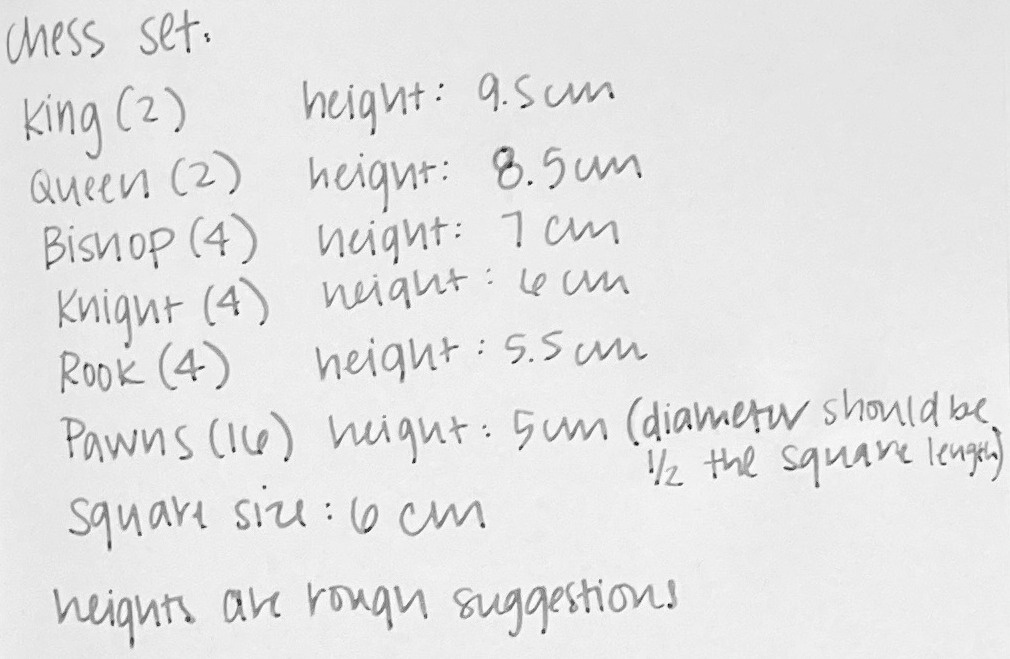 chess set:
King (2) height: 9.5cm
Queen (2) height: 8.5cm
Bishop (4) height: 7 cm
Knight (4) height: 6 cm
Rook (4) height: 5.5cm
Pawns (16) height: 5cm (diameter should be
1/2 the square length)
square size: 6 cm
heights are rough suggestions